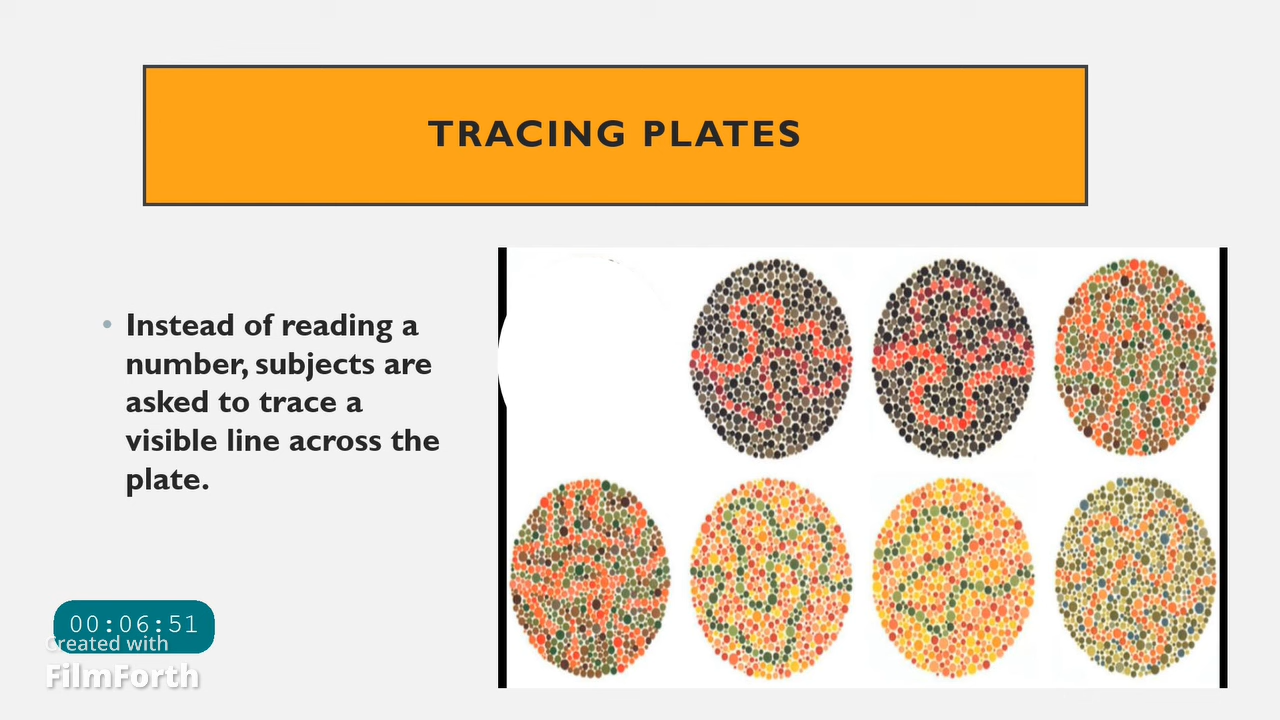 TRACING PLATES
• Instead of reading a
number, subjects are
asked to trace a
visible line across the
plate.
00:06:51
Created with
FilmForth